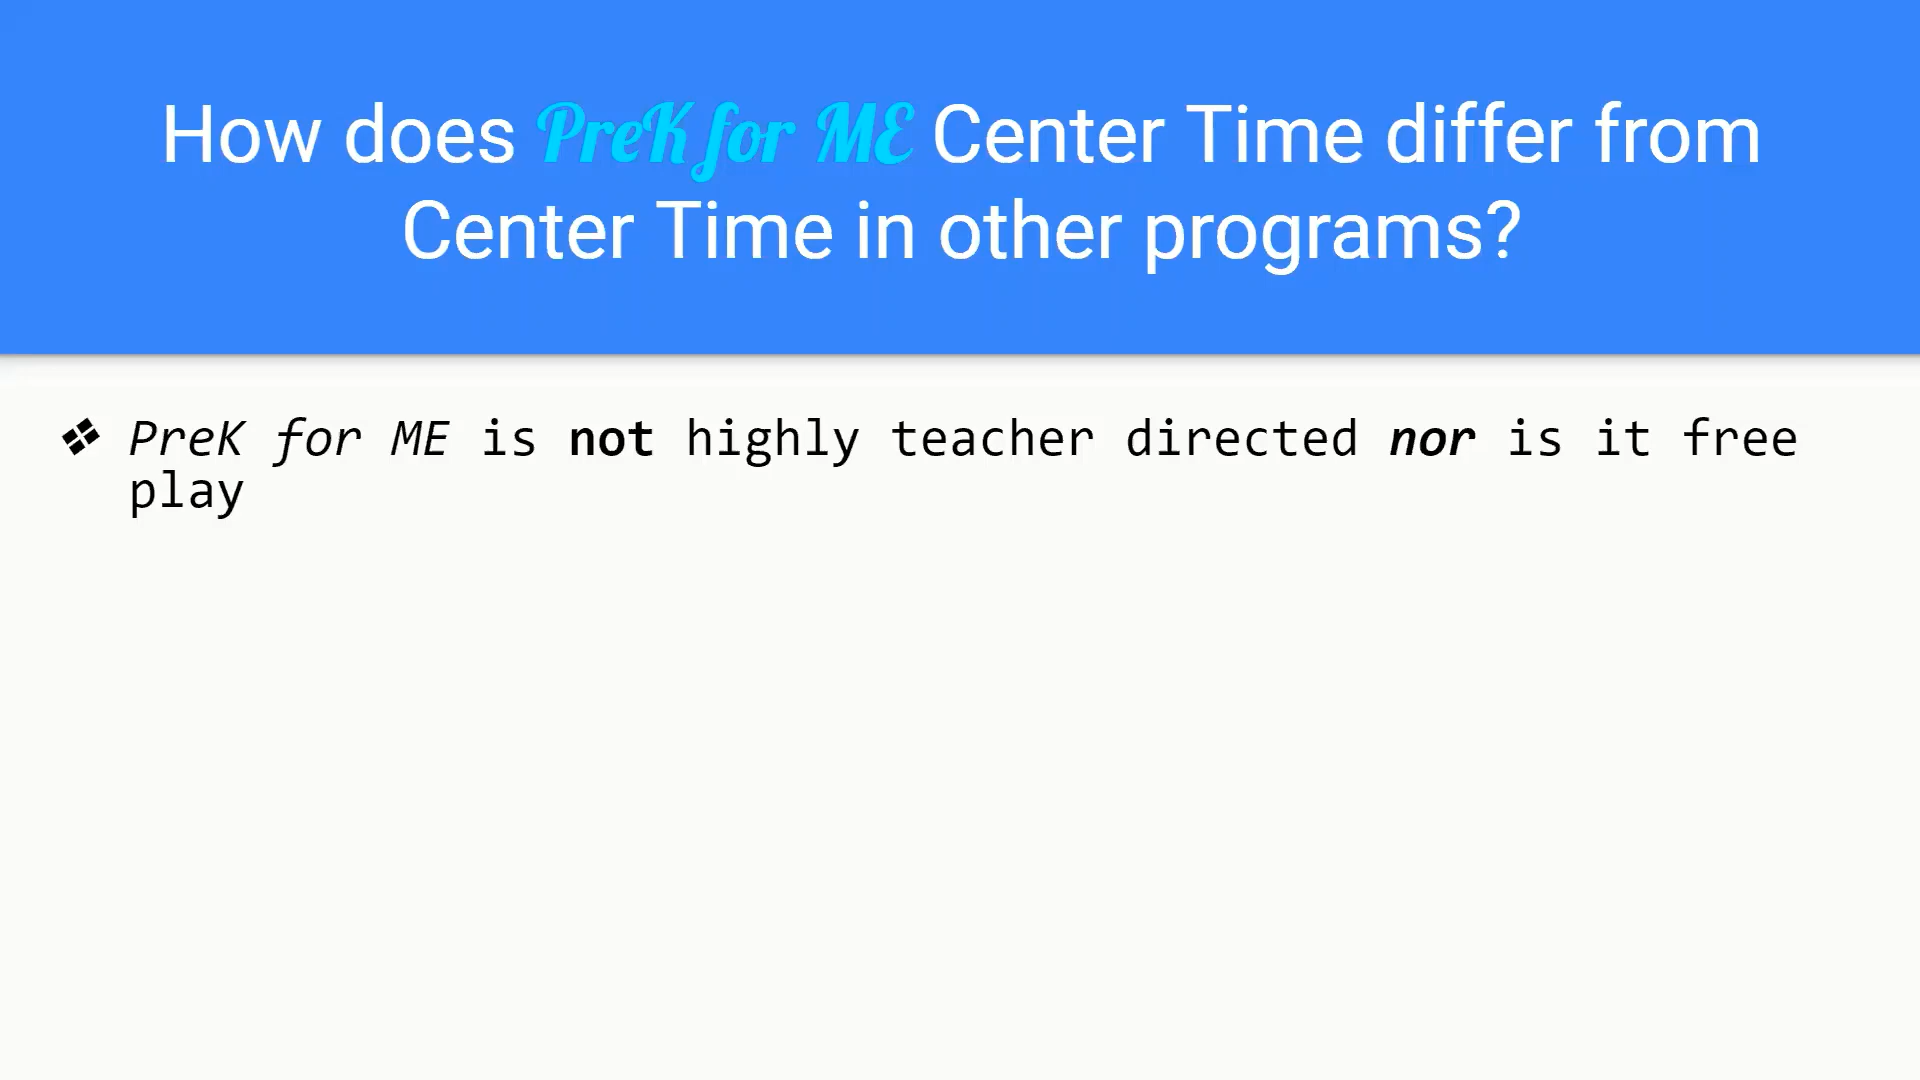 How does PreK for ME Center Time differ from
Center Time in other programs?
❖ PreK for ME is not highly teacher directed nor is it free
play